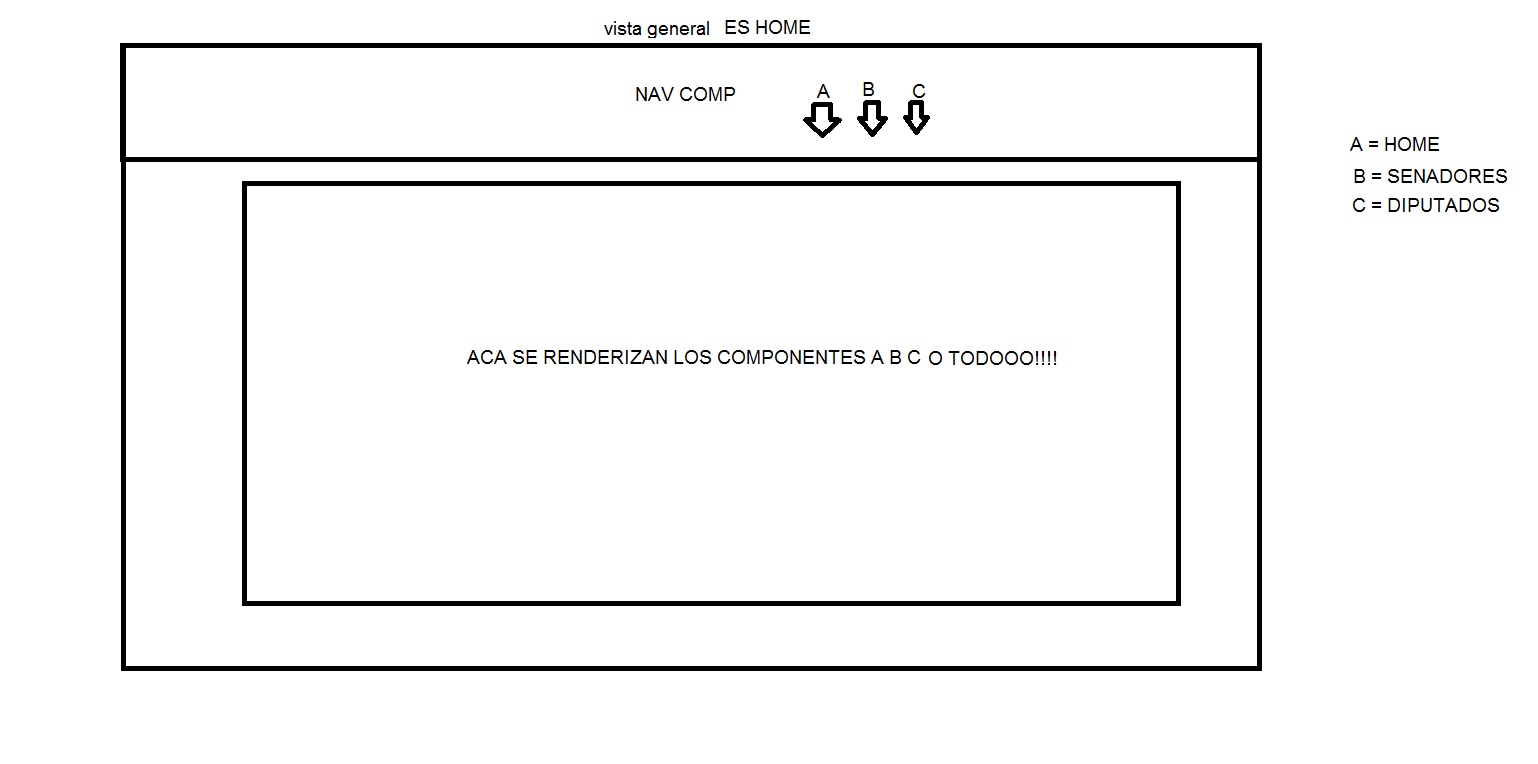 vista general ES HOME
NAV COMP A B C
A = HOME
B = SENADORES
C = DIPUTADOS
ACA SE RENDERIZAN LOS COMPONENTES A B C O TODOOO!!!!